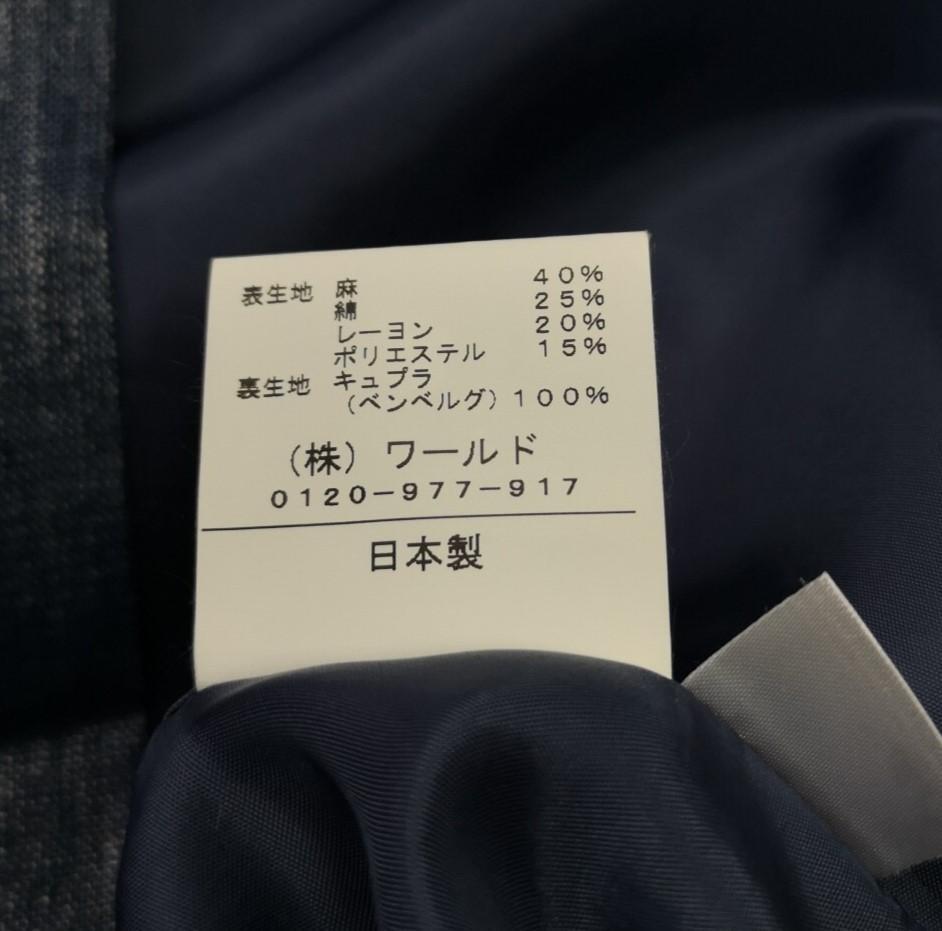 表生地 麻 40%
綿 25%
レーヨン 20%
ポリエステル 15%
裏生地 キュプラ
（ベンベルグ）100%
（株）ワールド
0120-977-917
日本製